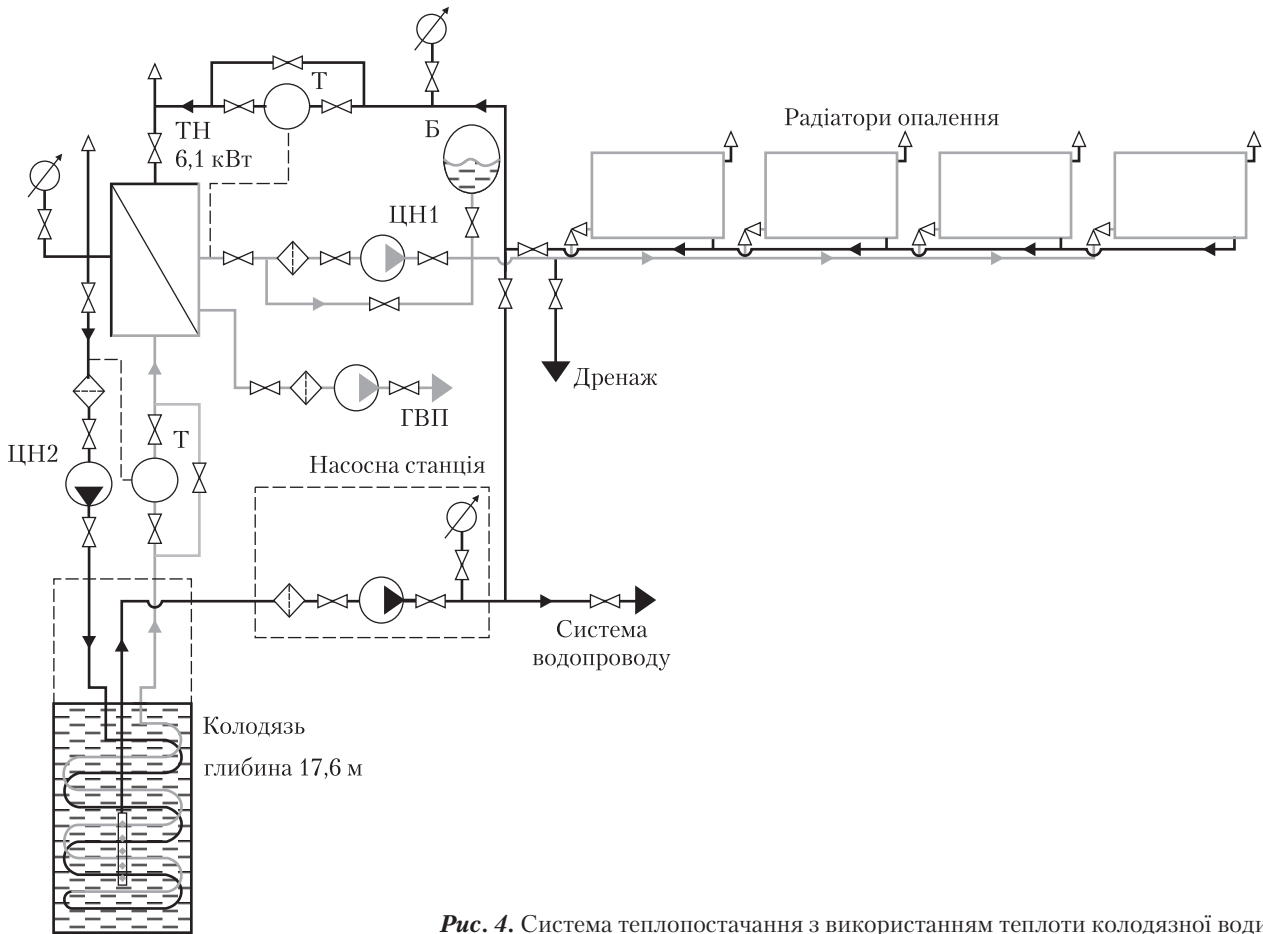 Т
ТН
6,1 кВт
Б
Радіатори опалення
ЦН1
Дренаж
ГВП
ЦН2
Т
Насосна станція
Система
водопроводу
Колодязь
глибина 17,6 м
Рис. 4. Система теплопостачання з використанням теплоти колодязної води